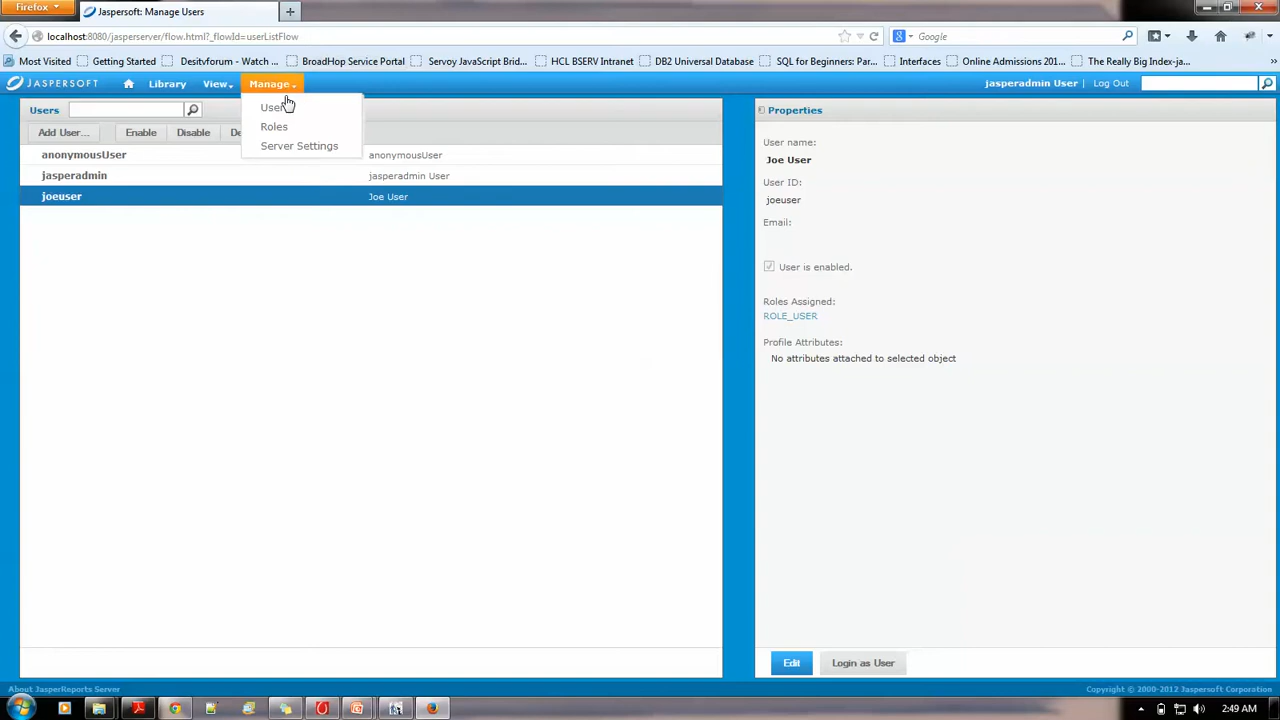 Firefox
Jaspersoft: Manage Users
localhost:8080/jasperserver/flow.html?_flowId=userListFlow
Google
Most Visited
Getting Started
Desitvforum - Watch ...
BroadHop Service Portal
Servoy JavaScript Brid...
HCL BSERV Intranet
DB2 Universal Database
SQL for Beginners: Par...
Interfaces
Online Admissions 201...
The Really Big Index-ja...
JASPERSOFT
Library
View
Manage
jasperadmin User
Log Out
Users
Roles
Server Settings
Users
Add User...
Enable
Disable
anonymousUser anonymousUser
jasperadmin jasperadmin User
joeuser Joe User
Properties
User name:
Joe User
User ID:
joeuser
Email:
User is enabled.
Roles Assigned:
ROLE_USER
Profile Attributes:
No attributes attached to selected object
Edit
Login as User
About JasperReports Server
Copyright © 2000-2012 Jaspersoft Corporation
2:49 AM